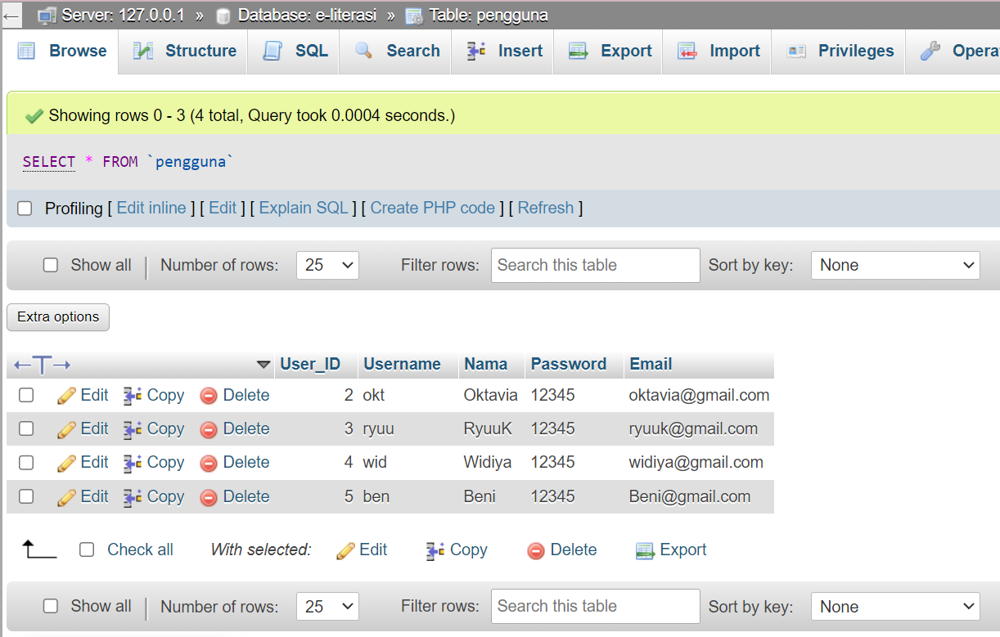 Server: 127.0.0.1 » Database: e-literasi » Table: pengguna
Browse Structure SQL Search Insert Export Import Privileges Opera
Showing rows 0 - 3 (4 total, Query took 0.0004 seconds.)
SELECT * FROM `pengguna`
Profiling [ Edit inline ] [ Edit ] [ Explain SQL ] [ Create PHP code ] [ Refresh ]
Show all | Number of rows: 25 Filter rows: Search this table Sort by key: None
Extra options
←T→ User_ID Username Nama Password Email
Edit Copy Delete 2 okt Oktavia 12345 oktavia@gmail.com
Edit Copy Delete 3 ryuu RyuuK 12345 ryuuk@gmail.com
Edit Copy Delete 4 wid Widiya 12345 widiya@gmail.com
Edit Copy Delete 5 ben Beni 12345 Beni@gmail.com
Check all With selected: Edit Copy Delete Export
Show all | Number of rows: 25 Filter rows: Search this table Sort by key: None